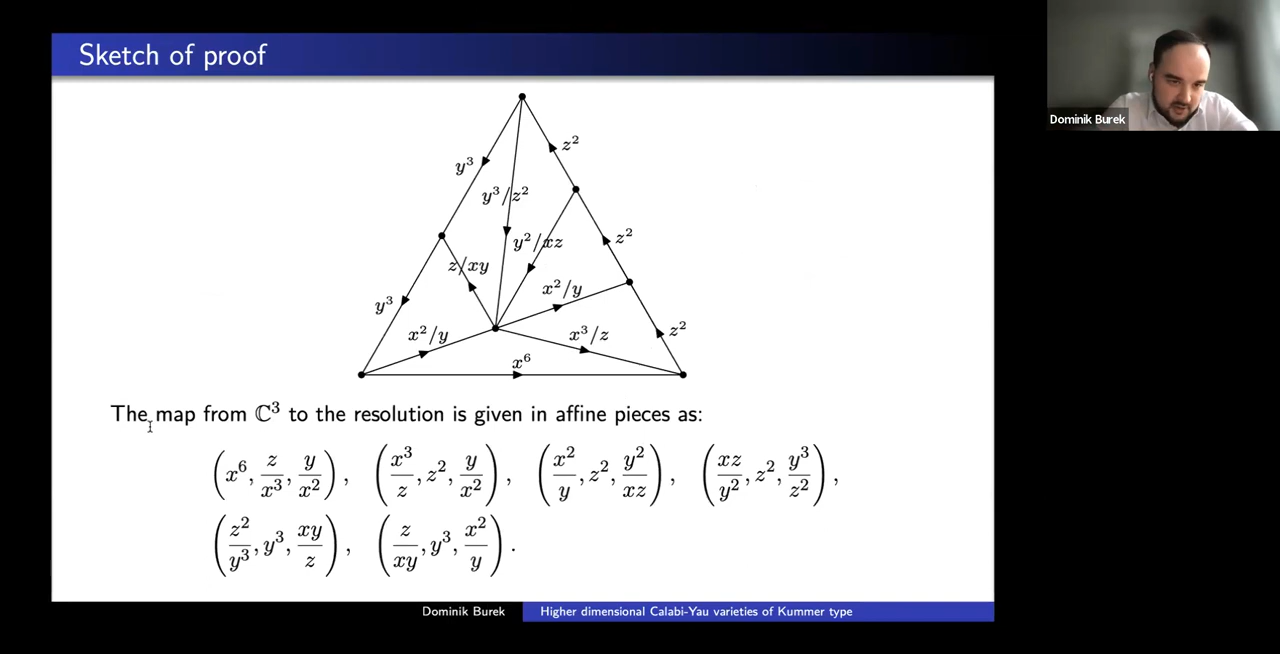 Sketch of proof
Dominik Burek
z²
y³
y³/z²
z²
y²/xz
z/xy
x²/y
y³
z²
x²/y
x³/z
x⁶
The map from ℂ³ to the resolution is given in affine pieces as:
(x⁶, z/x³, y/x²), (x³/z, z², y/x²), (x²/y, z², y²/xz), (xz/y², z², y³/z²),
(z²/y³, y³, xy/z), (z/xy, y³, x²/y).
Dominik Burek Higher dimensional Calabi-Yau varieties of Kummer type